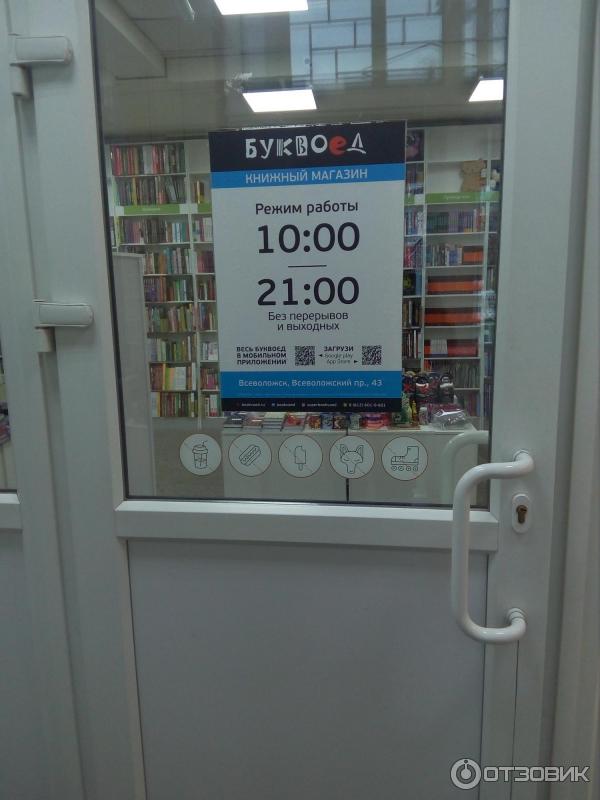 БУКВОЕД
КНИЖНЫЙ МАГАЗИН
Режим работы
10:00
21:00
Без перерывов
и выходных
ВЕСЬ БУКВОЕД
В МОБИЛЬНОМ
ПРИЛОЖЕНИИ
ЗАГРУЗИ
Google play
App Store
Всеволожск, Всеволожский пр., 43
ОТЗОВИК